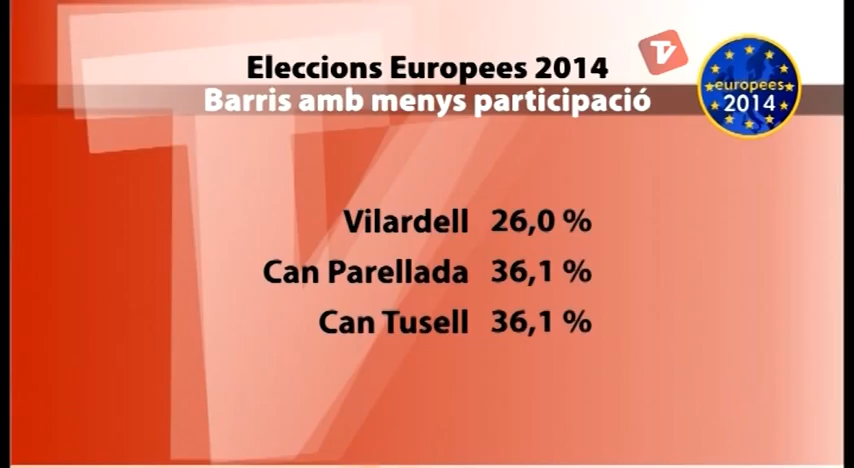 Eleccions Europees 2014
Barris amb menys participació
TV
europees
2014
Vilardell 26,0 %
Can Parellada 36,1 %
Can Tusell 36,1 %